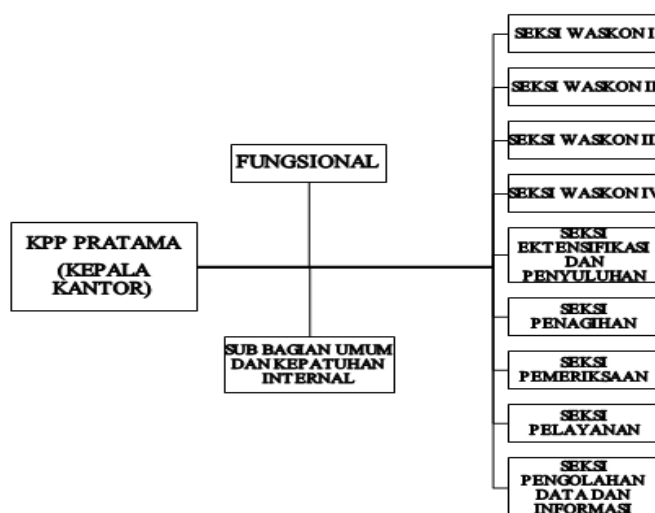 KPP PRATAMA
(KEPALA
KANTOR)
FUNGSIONAL
SUB BAGIAN UMUM
DAN KEPATUHAN
INTERNAL
SEKSI WASKON I
SEKSI WASKON II
SEKSI WASKON III
SEKSI WASKON IV
SEKSI
EKTENSIFIKASI
DAN
PENYULUHAN
SEKSI
PENAGIHAN
SEKSI
PEMERIKSAAN
SEKSI
PELAYANAN
SEKSI
PENGOLAHAN
DATA DAN
INFORMASI